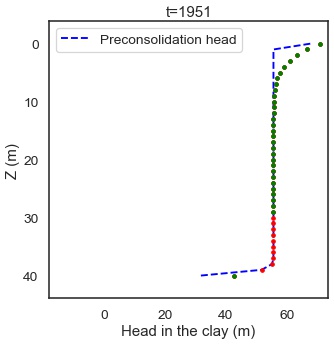 t=1951
Preconsolidation head
0
10
20
30
40
Z (m)
0 20 40 60
Head in the clay (m)